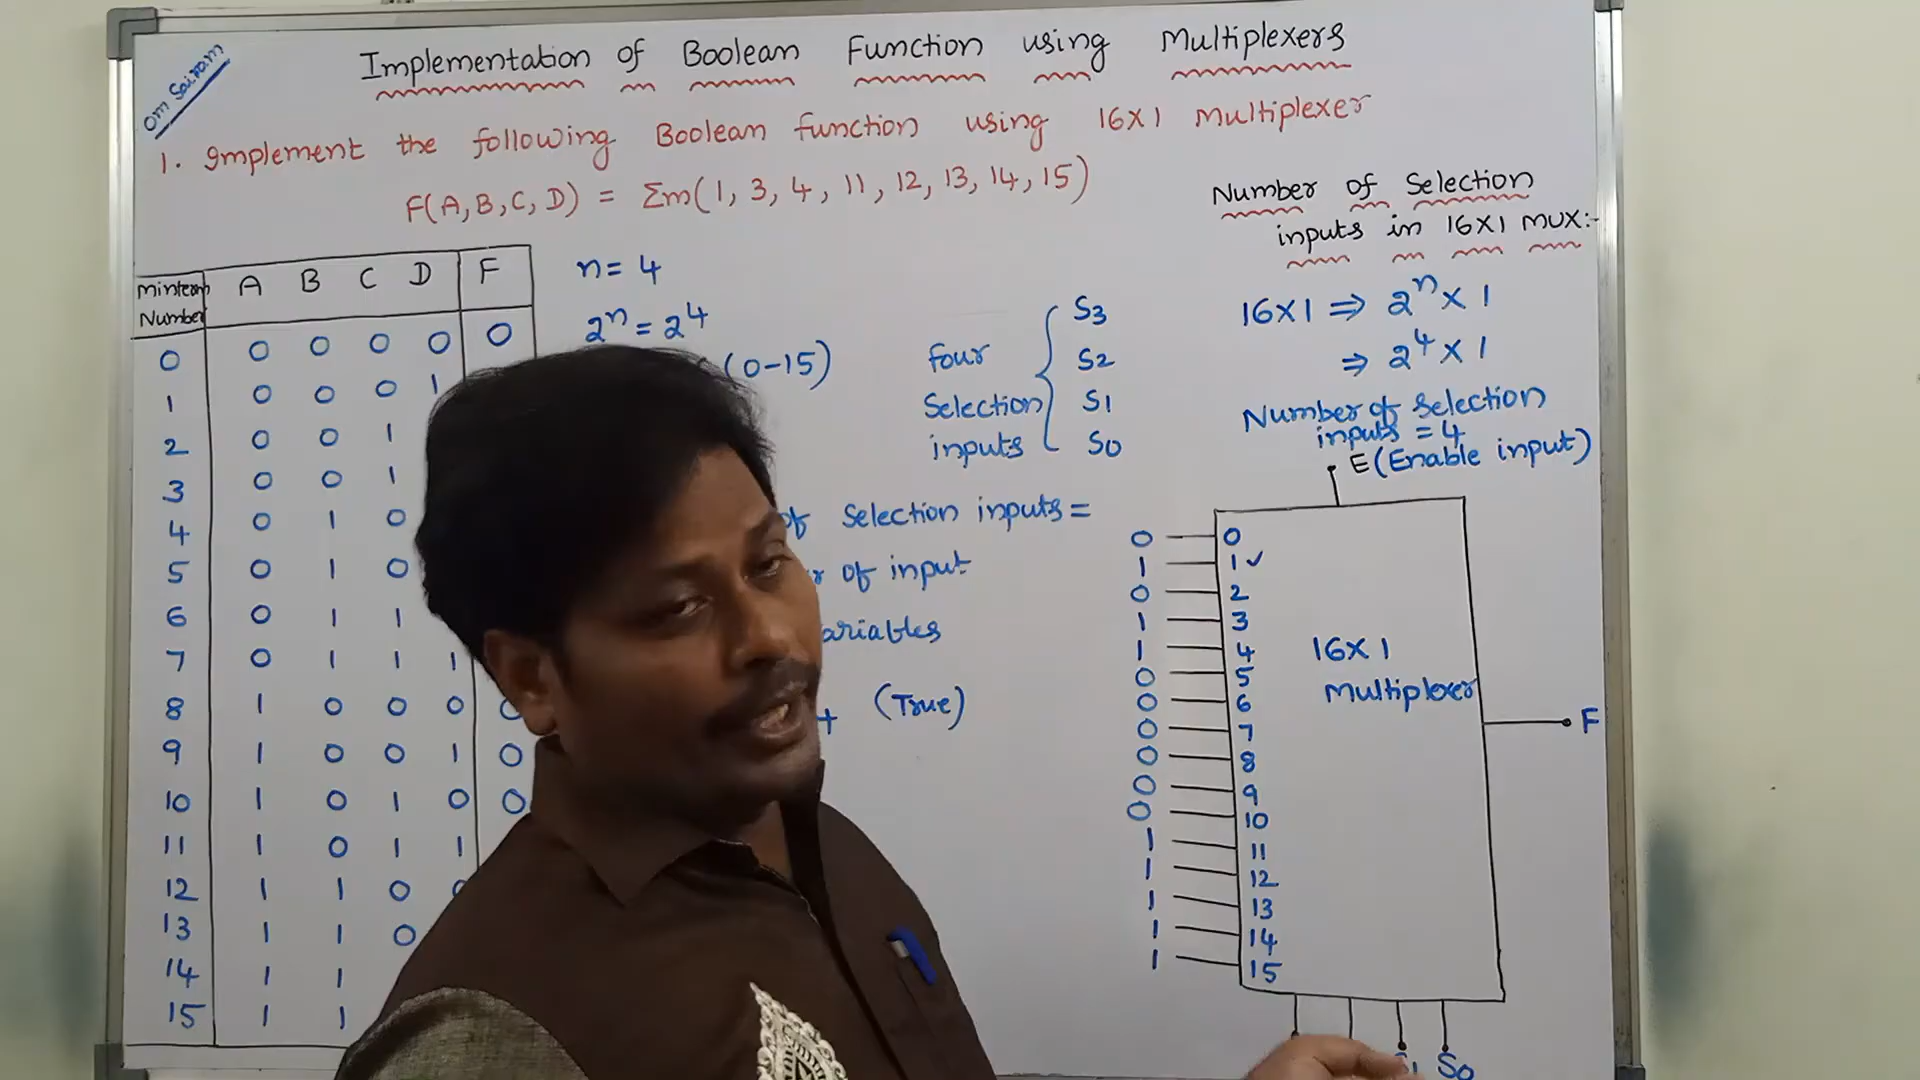 Om Sairam
Implementation of Boolean Function using Multiplexers
1. Implement the following Boolean function using 16X1 Multiplexer
F(A,B,C,D) = Σm(1, 3, 4, 11, 12, 13, 14, 15)
Minterm Number A B C D F
0 0 0 0 0 0
1 0 0 0 1
2 0 0 1
3 0 0 1
4 0 1 0
5 0 1 0
6 0 1 1
7 0 1 1 1
8 1 0 0 0 0
9 1 0 0 1 0
10 1 0 1 0 0
11 1 0 1 1
12 1 1 0 0
13 1 1 0
14 1 1
15 1 1
n = 4
2^n = 2^4
(0-15)
four
Selection
inputs
S3
S2
S1
S0
of Selection inputs =
of input
(True)
Number of Selection
inputs in 16X1 MUX:-
16X1 ⇒ 2^n X 1
⇒ 2^4 X 1
Number of Selection
inputs = 4
E (Enable input)
0 0
1 1 ✓
0 2
1 3
1 4
0 5
0 6
0 7
0 8
0 9
0 10
1 11
1 12
1 13
1 14
1 15
16X1
Multiplexer
F
S0